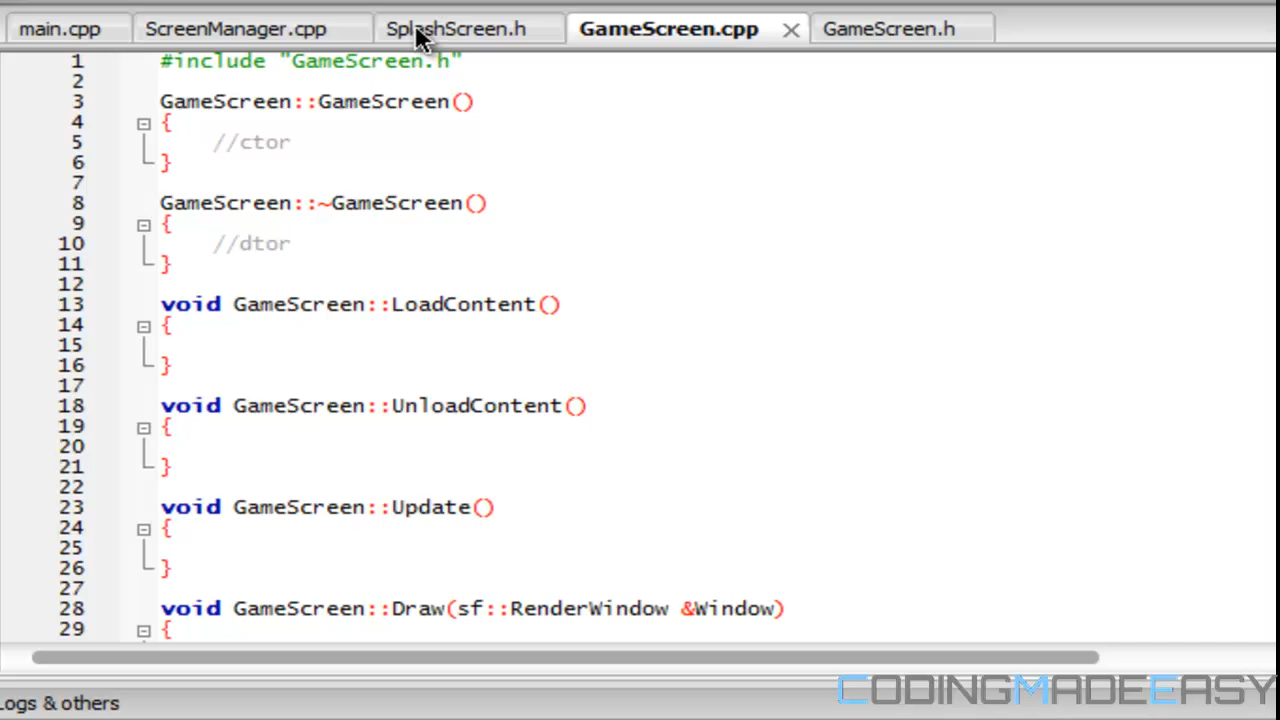 main.cpp ScreenManager.cpp SplashScreen.h GameScreen.cpp GameScreen.h
1 #include "GameScreen.h"
2
3 GameScreen::GameScreen()
4 {
5 //ctor
6 }
7
8 GameScreen::~GameScreen()
9 {
10 //dtor
11 }
12
13 void GameScreen::LoadContent()
14 {
15
16 }
17
18 void GameScreen::UnloadContent()
19 {
20
21 }
22
23 void GameScreen::Update()
24 {
25
26 }
27
28 void GameScreen::Draw(sf::RenderWindow &Window)
29 {
Logs & others
CODINGMADEEASY